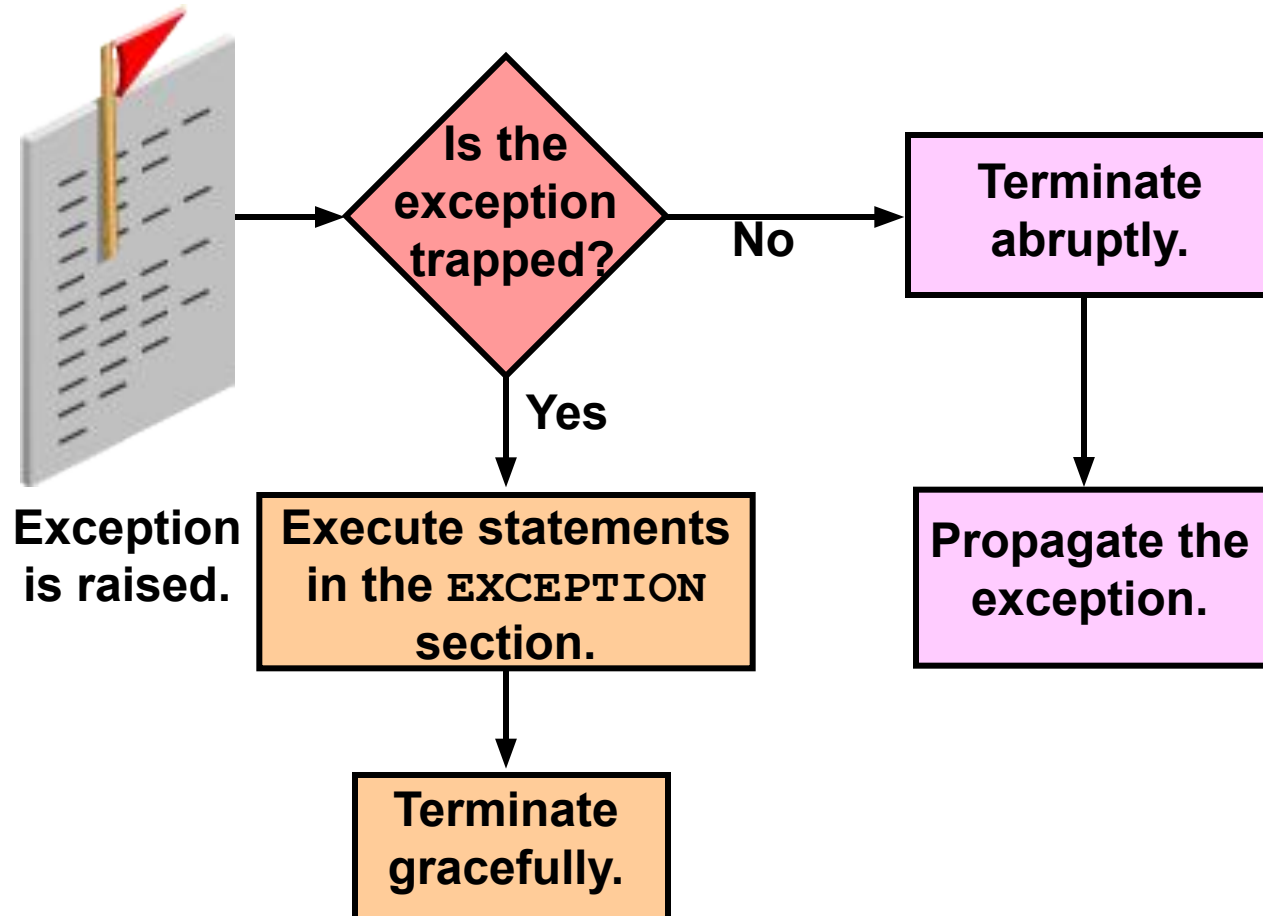 Exception
is raised.
Is the
exception
trapped?
No
Terminate
abruptly.
Propagate the
exception.
Yes
Execute statements
in the EXCEPTION
section.
Terminate
gracefully.